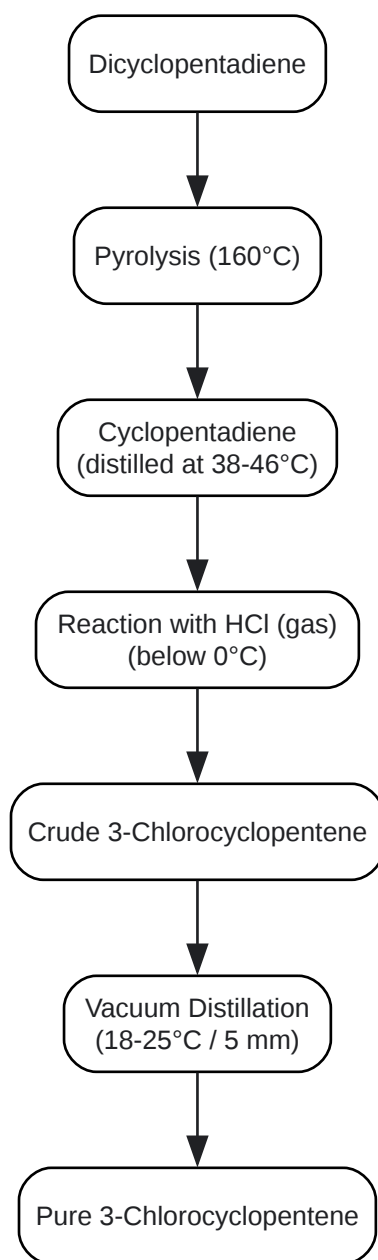 Dicyclopentadiene
Pyrolysis (160°C)
Cyclopentadiene
(distilled at 38-46°C)
Reaction with HCl (gas)
(below 0°C)
Crude 3-Chlorocyclopentene
Vacuum Distillation
(18-25°C / 5 mm)
Pure 3-Chlorocyclopentene